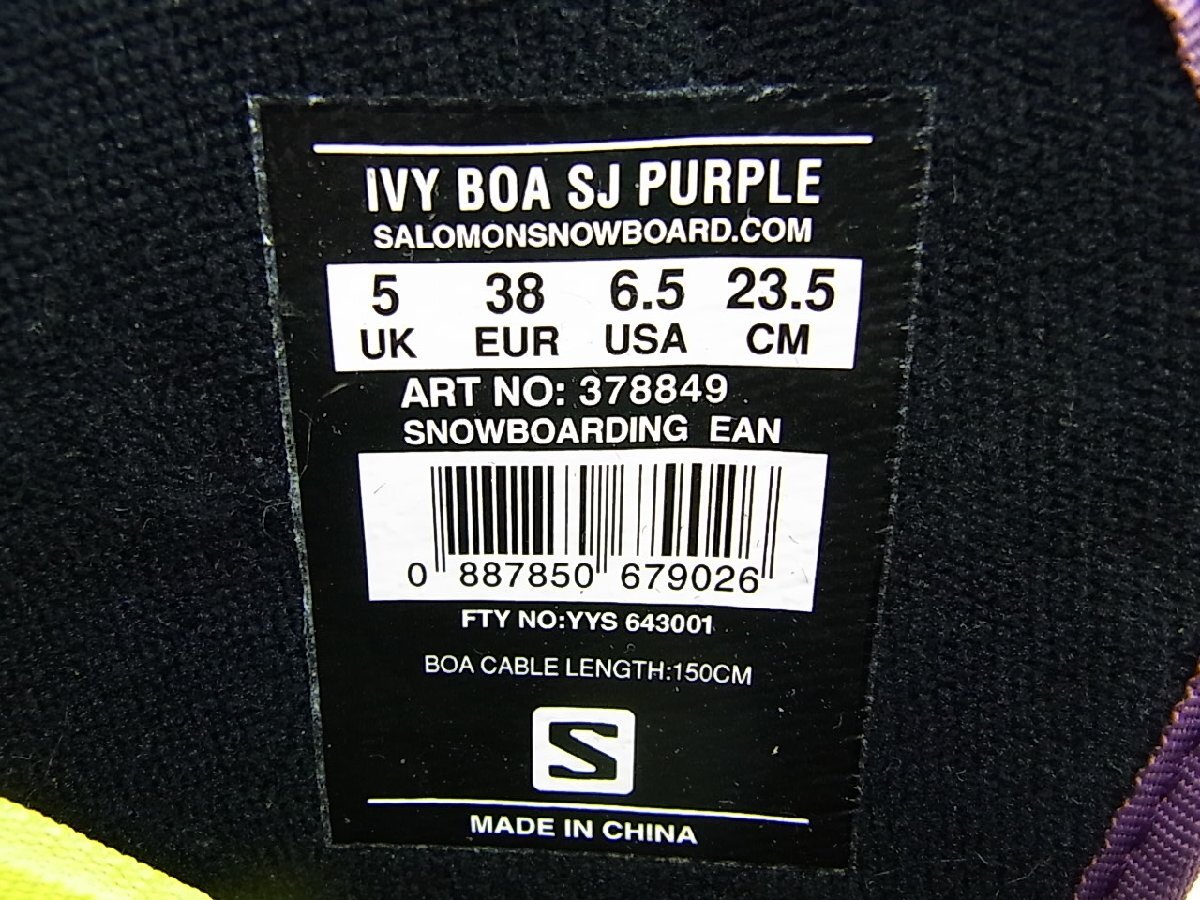 IVY BOA SJ PURPLE
SALOMONSNOWBOARD.COM
5 38 6.5 23.5
UK EUR USA CM
ART NO: 378849
SNOWBOARDING EAN
0 887850 679026
FTY NO:YYS 643001
BOA CABLE LENGTH:150CM
S
MADE IN CHINA